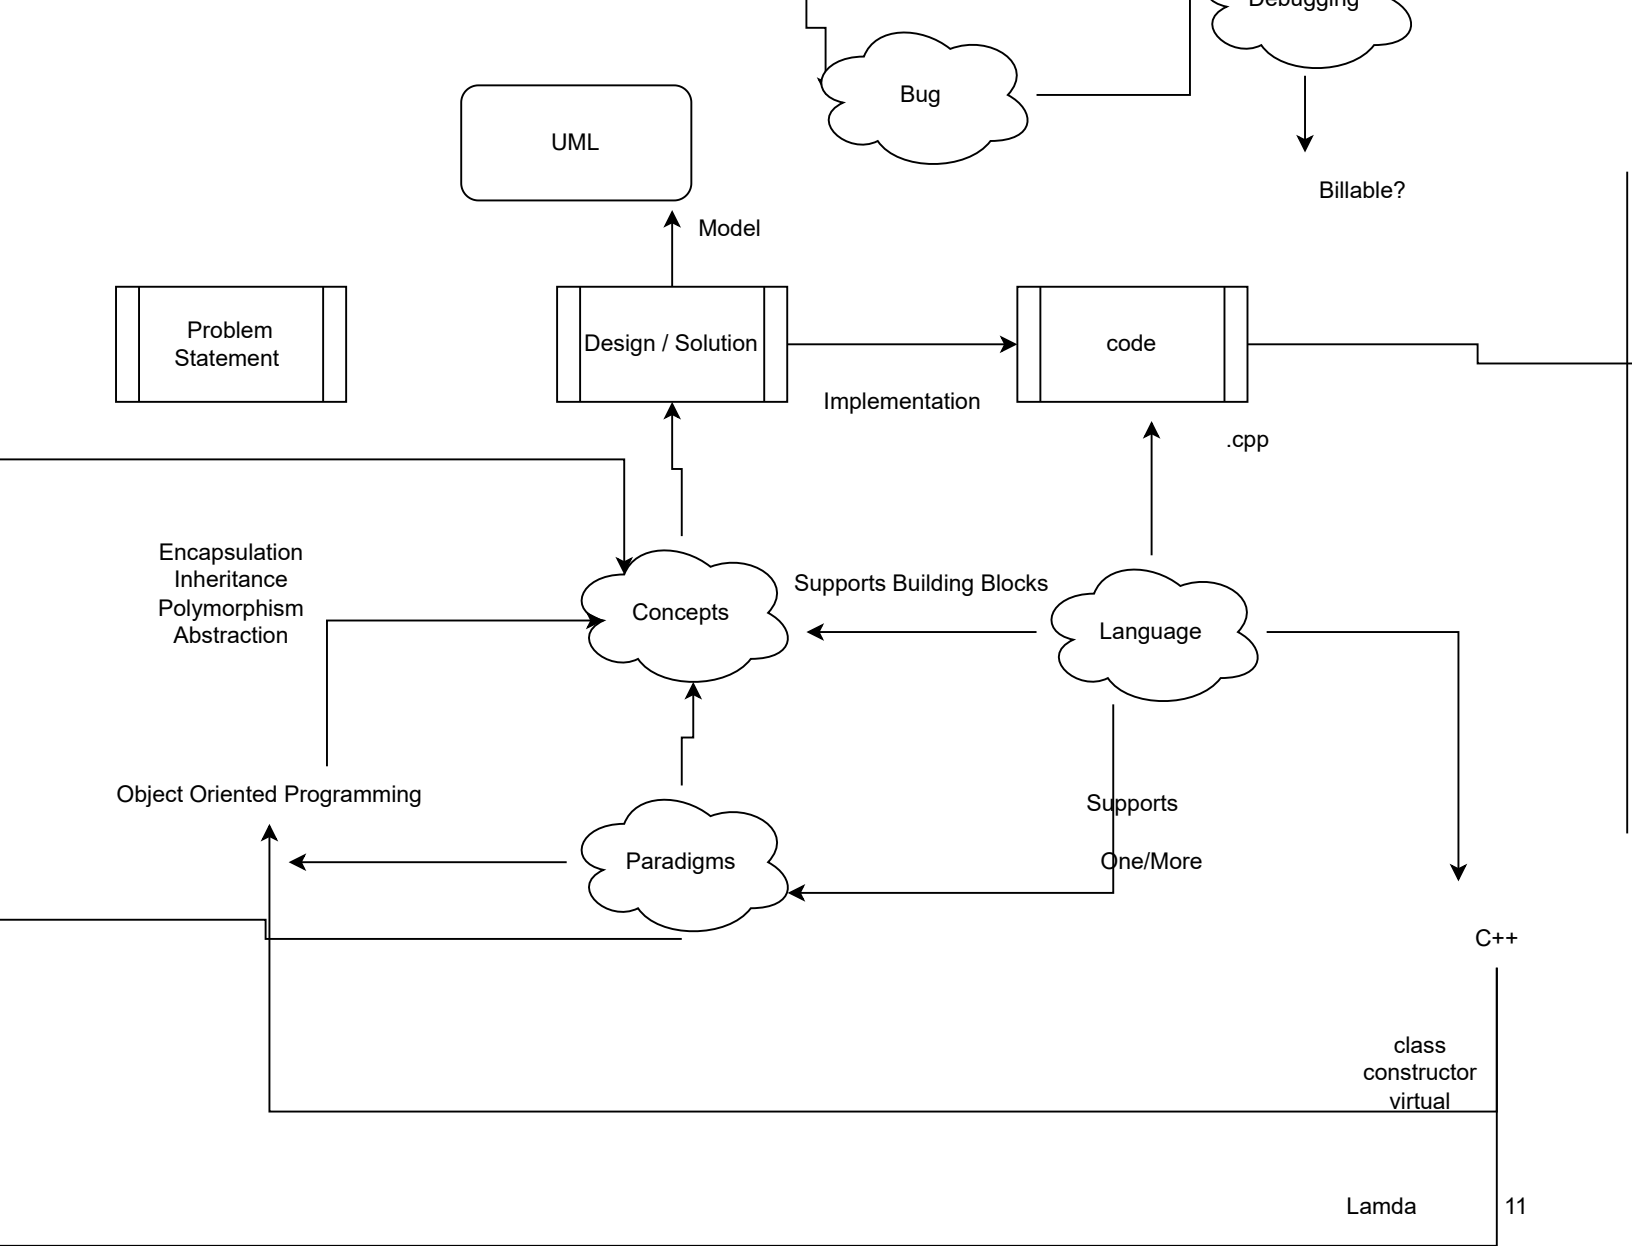 Debugging
Bug
UML
Billable?
Model
Problem
Statement
Design / Solution
code
Implementation
.cpp
Encapsulation
Inheritance
Polymorphism
Abstraction
Concepts
Supports Building Blocks
Language
Object Oriented Programming
Supports
Paradigms
One/More
C++
class
constructor
virtual
Lamda
11